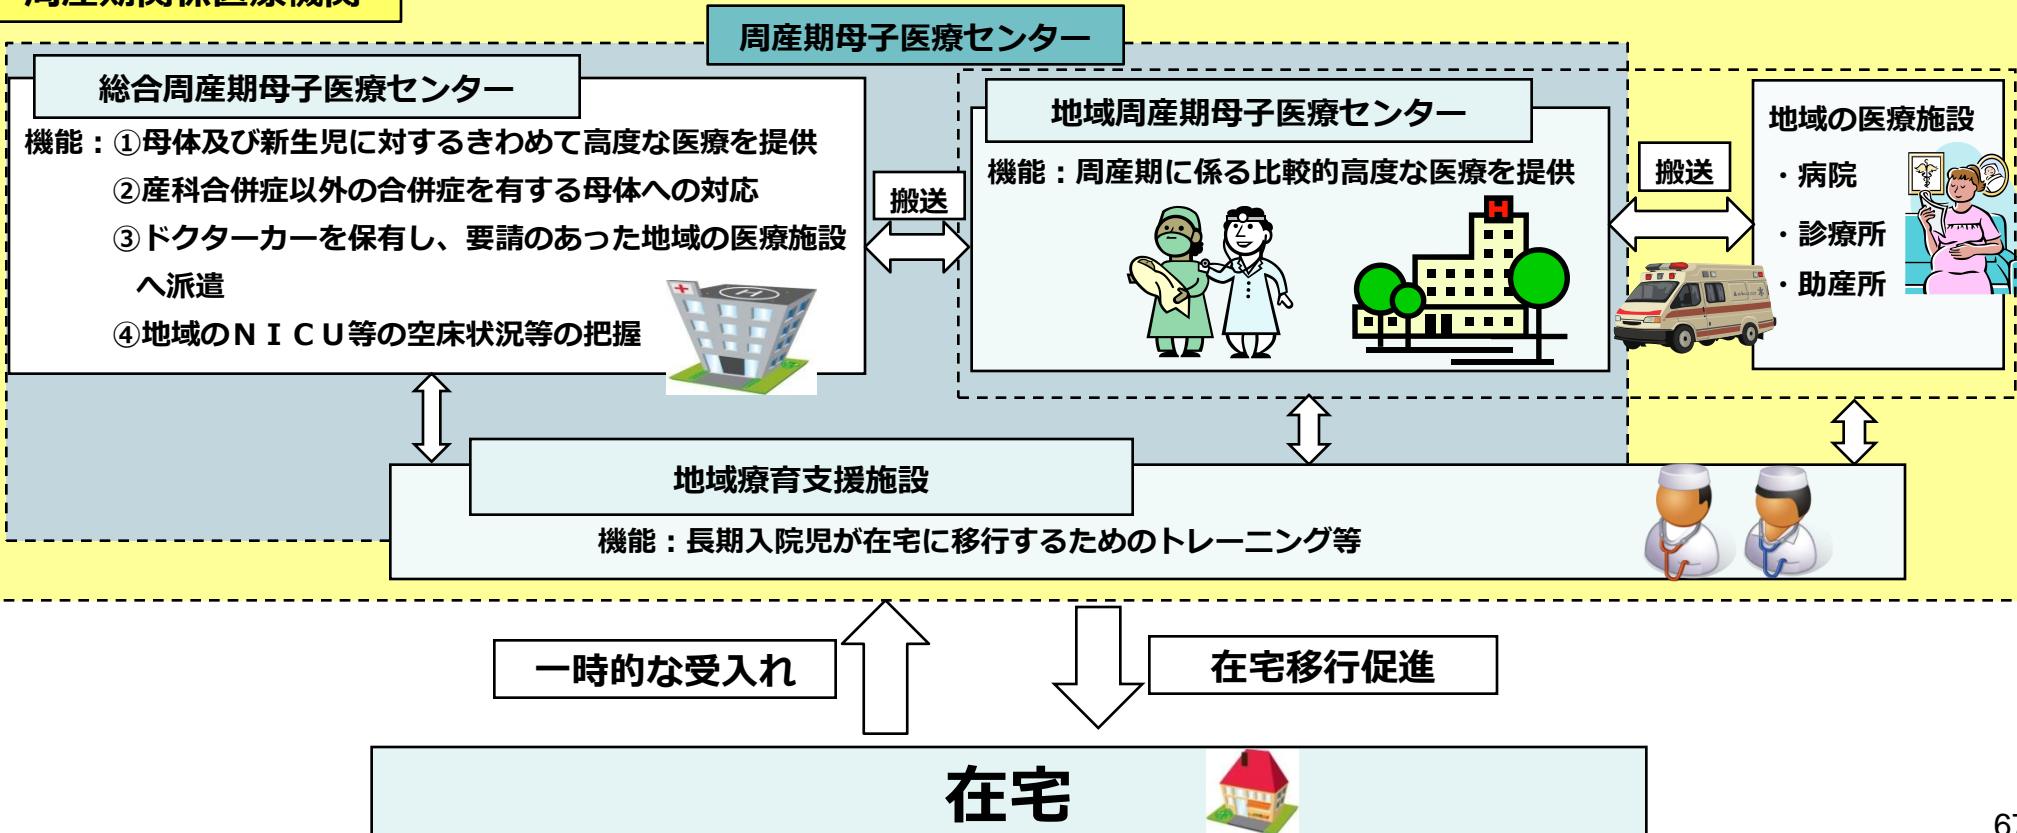 周産期関係医療機関
周産期母子医療センター
総合周産期母子医療センター
機能：①母体及び新生児に対するきわめて高度な医療を提供
②産科合併症以外の合併症を有する母体への対応
③ドクターカーを保有し、要請のあった地域の医療施設
へ派遣
④地域のＮＩＣＵ等の空床状況等の把握
搬送
地域周産期母子医療センター
機能：周産期に係る比較的高度な医療を提供
H
搬送
地域の医療施設
・病院
・診療所
・助産所
地域療育支援施設
機能：長期入院児が在宅に移行するためのトレーニング等
一時的な受入れ
在宅移行促進
在宅
67